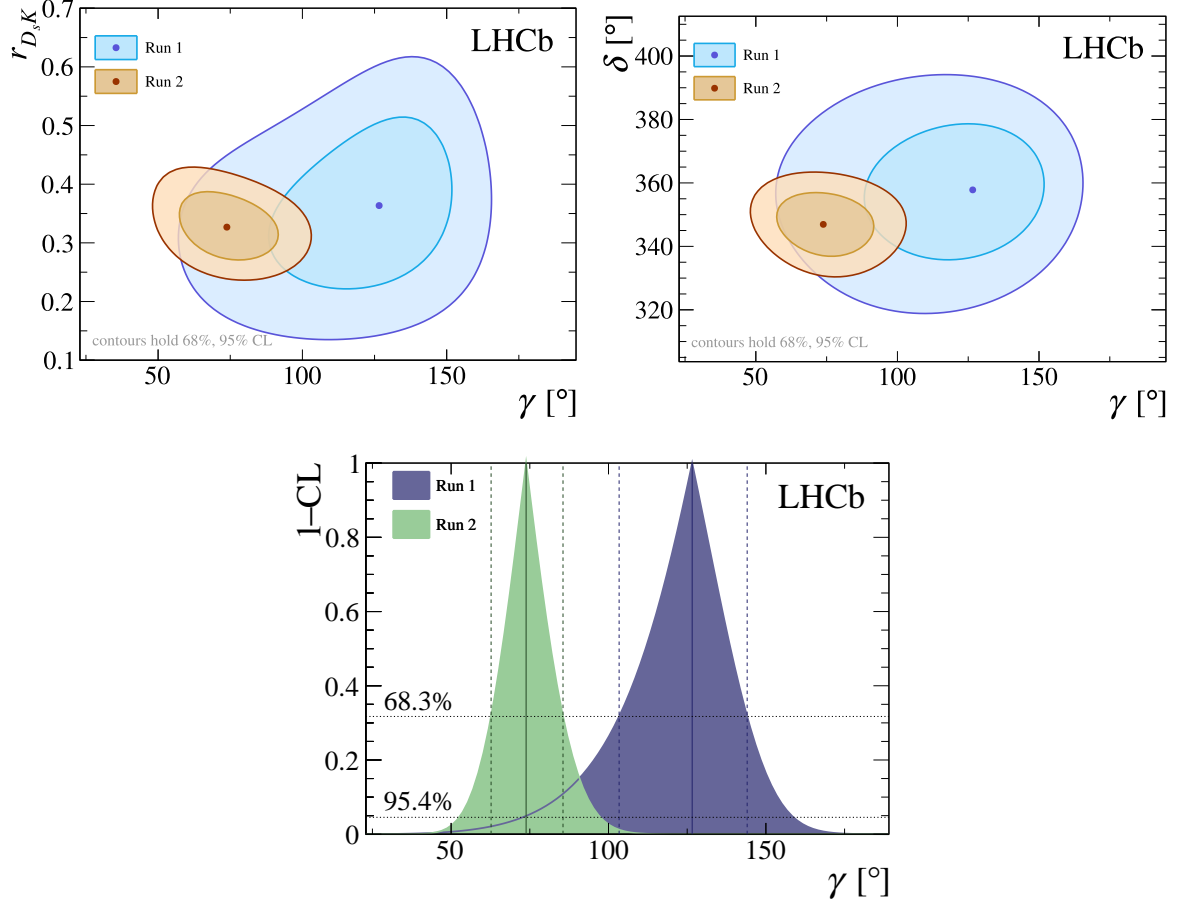 r_{D_sK}
0.7
0.6
0.5
0.4
0.3
0.2
0.1
Run 1
Run 2
LHCb
contours hold 68%, 95% CL
50 100 150
γ [°]
δ [°]
400
380
360
340
320
Run 1
Run 2
LHCb
contours hold 68%, 95% CL
50 100 150
γ [°]
1–CL
1
0.8
0.6
0.4
0.2
0
Run 1
Run 2
LHCb
68.3%
95.4%
50 100 150
γ [°]